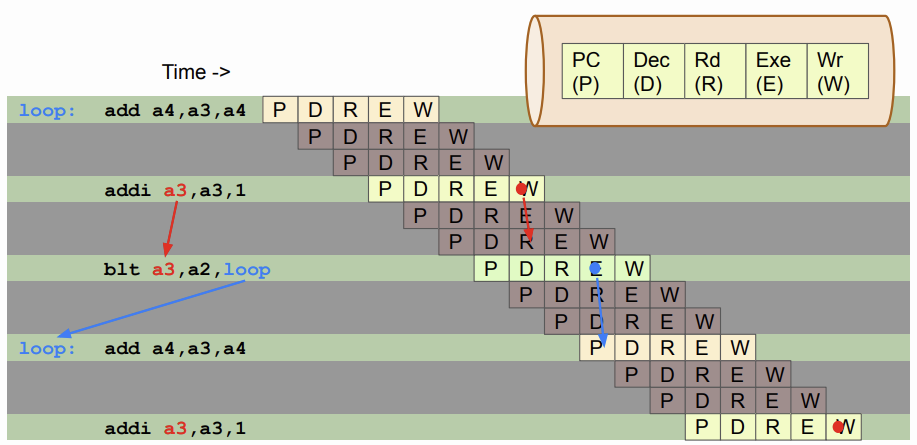 PC Dec Rd Exe Wr
(P) (D) (R) (E) (W)
Time ->
loop: add a4,a3,a4 P D R E W
P D R E W
P D R E W
addi a3,a3,1 P D R E W
P D R E W
P D R E W
blt a3,a2,loop P D R E W
P D R E W
P D R E W
loop: add a4,a3,a4 P D R E W
P D R E W
P D R E W
addi a3,a3,1 P D R E W